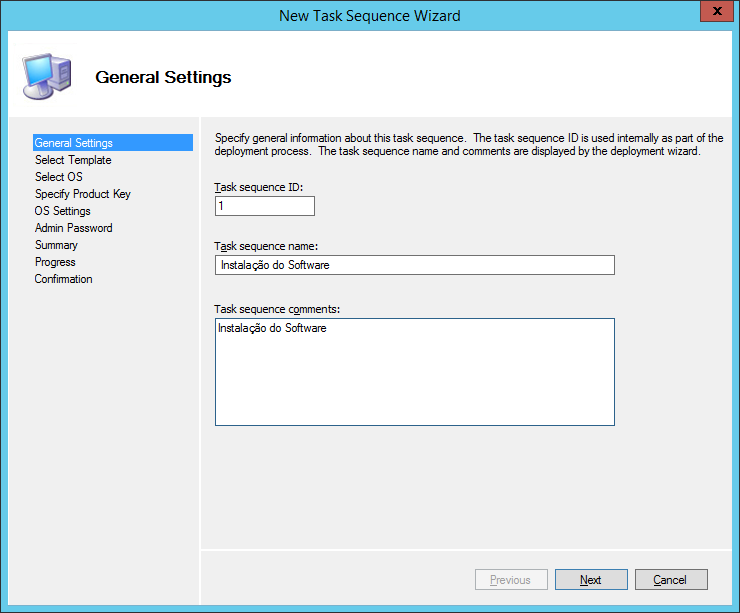 New Task Sequence Wizard
x
General Settings
General Settings
Select Template
Select OS
Specify Product Key
OS Settings
Admin Password
Summary
Progress
Confirmation
Specify general information about this task sequence. The task sequence ID is used internally as part of the
deployment process. The task sequence name and comments are displayed by the deployment wizard.
Task sequence ID:
1
Task sequence name:
Instalação do Software
Task sequence comments:
Instalação do Software
Previous Next Cancel